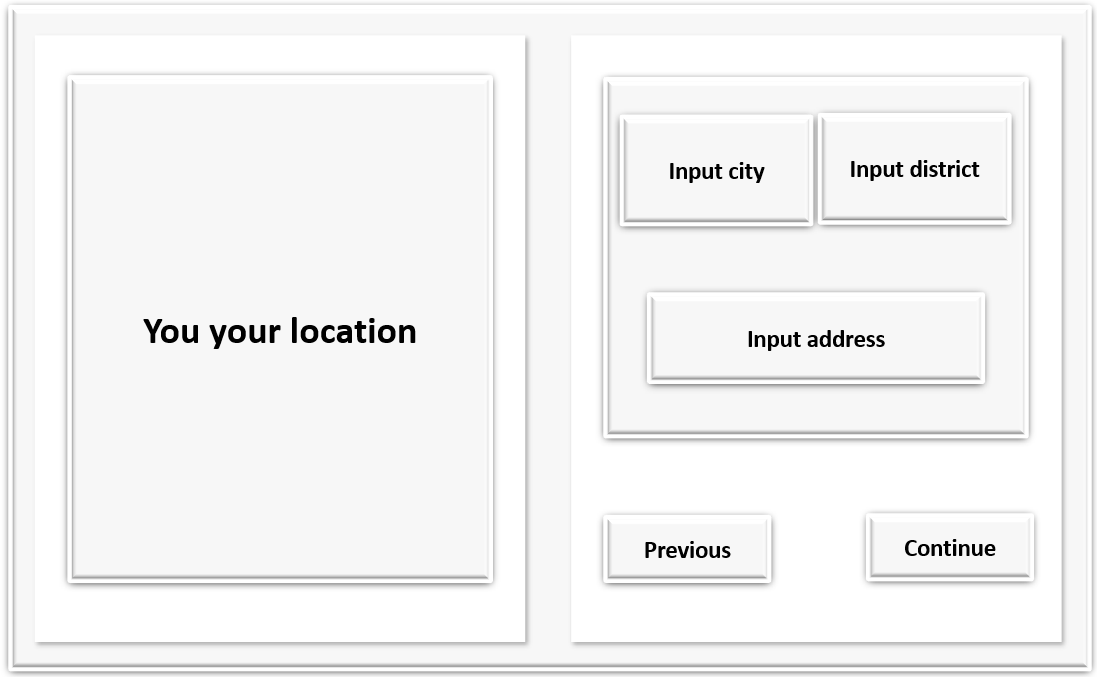 You your location
Input city
Input district
Input address
Previous
Continue